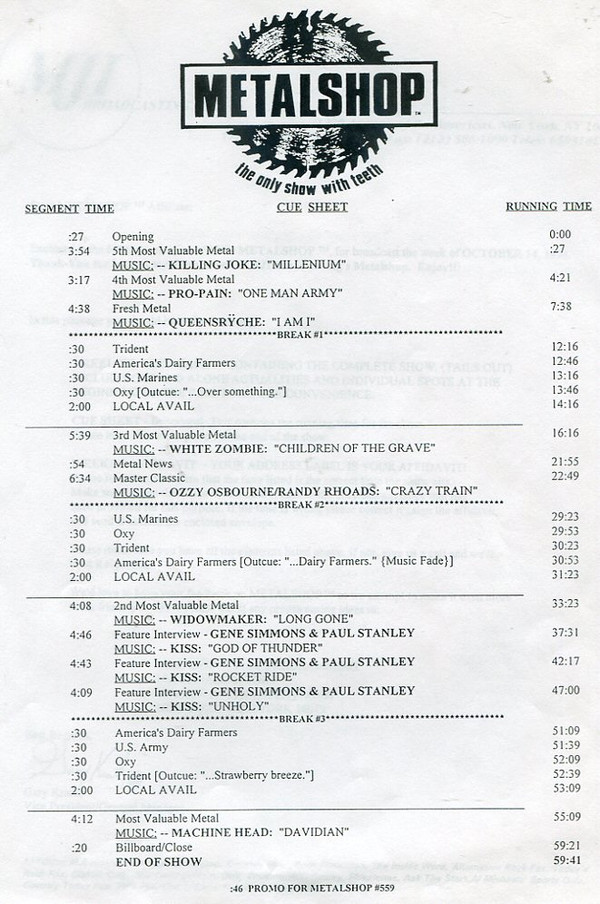 METALSHOP
the only show with teeth
SEGMENT TIME CUE SHEET RUNNING TIME
:27 Opening 0:00
3:54 5th Most Valuable Metal :27
MUSIC: -- KILLING JOKE: "MILLENIUM"
3:17 4th Most Valuable Metal 4:21
MUSIC: -- PRO-PAIN: "ONE MAN ARMY"
4:38 Fresh Metal 7:38
MUSIC: -- QUEENSRŸCHE: "I AM I"
BREAK #1
:30 Trident 12:16
:30 America's Dairy Farmers 12:46
:30 U.S. Marines 13:16
:30 Oxy [Outcue: "...Over something."] 13:46
2:00 LOCAL AVAIL 14:16
5:39 3rd Most Valuable Metal 16:16
MUSIC: -- WHITE ZOMBIE: "CHILDREN OF THE GRAVE"
:54 Metal News 21:55
6:34 Master Classic 22:49
MUSIC: -- OZZY OSBOURNE/RANDY RHOADS: "CRAZY TRAIN"
BREAK #2
:30 U.S. Marines 29:23
:30 Oxy 29:53
:30 Trident 30:23
:30 America's Dairy Farmers [Outcue: "...Dairy Farmers." {Music Fade}] 30:53
2:00 LOCAL AVAIL 31:23
4:08 2nd Most Valuable Metal 33:23
MUSIC: -- WIDOWMAKER: "LONG GONE"
4:46 Feature Interview - GENE SIMMONS & PAUL STANLEY 37:31
MUSIC: -- KISS: "GOD OF THUNDER"
4:43 Feature Interview - GENE SIMMONS & PAUL STANLEY 42:17
MUSIC: -- KISS: "ROCKET RIDE"
4:09 Feature Interview - GENE SIMMONS & PAUL STANLEY 47:00
MUSIC: -- KISS: "UNHOLY"
BREAK #3
:30 America's Dairy Farmers 51:09
:30 U.S. Army 51:39
:30 Oxy 52:09
:30 Trident [Outcue: "...Strawberry breeze."] 52:39
2:00 LOCAL AVAIL 53:09
4:12 Most Valuable Metal 55:09
MUSIC: -- MACHINE HEAD: "DAVIDIAN"
:20 Billboard/Close 59:21
END OF SHOW 59:41
:46 PROMO FOR METALSHOP #559